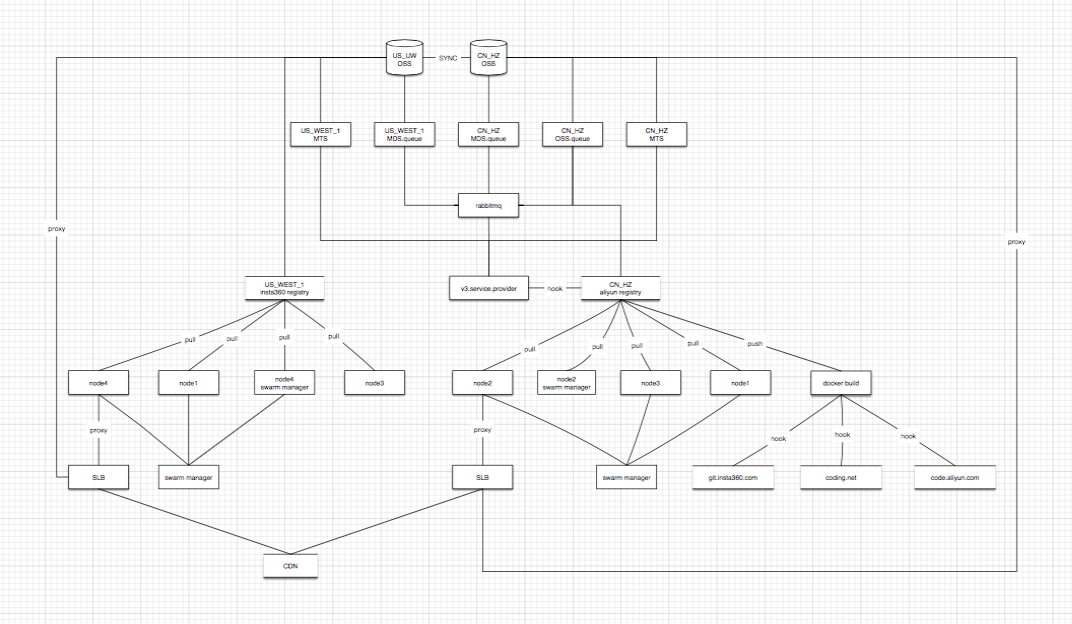 US_UW
OSS
SYNC
CN_HZ
OSS
US_WEST_1
MTS
US_WEST_1
MDS.queue
CN_HZ
MDS.queue
CN_HZ
OSS.queue
CN_HZ
MTS
rabbitmq
proxy
proxy
US_WEST_1
insta360 registry
v3.service.provider
hook
CN_HZ
aliyun registry
pull
pull
pull
pull
pull
pull
pull
pull
push
node4
node1
node4
swarm manager
node3
node2
node2
swarm manager
node3
node1
docker build
proxy
proxy
hook
hook
hook
SLB
swarm manager
SLB
swarm manager
git.insta360.com
coding.net
code.aliyun.com
CDN